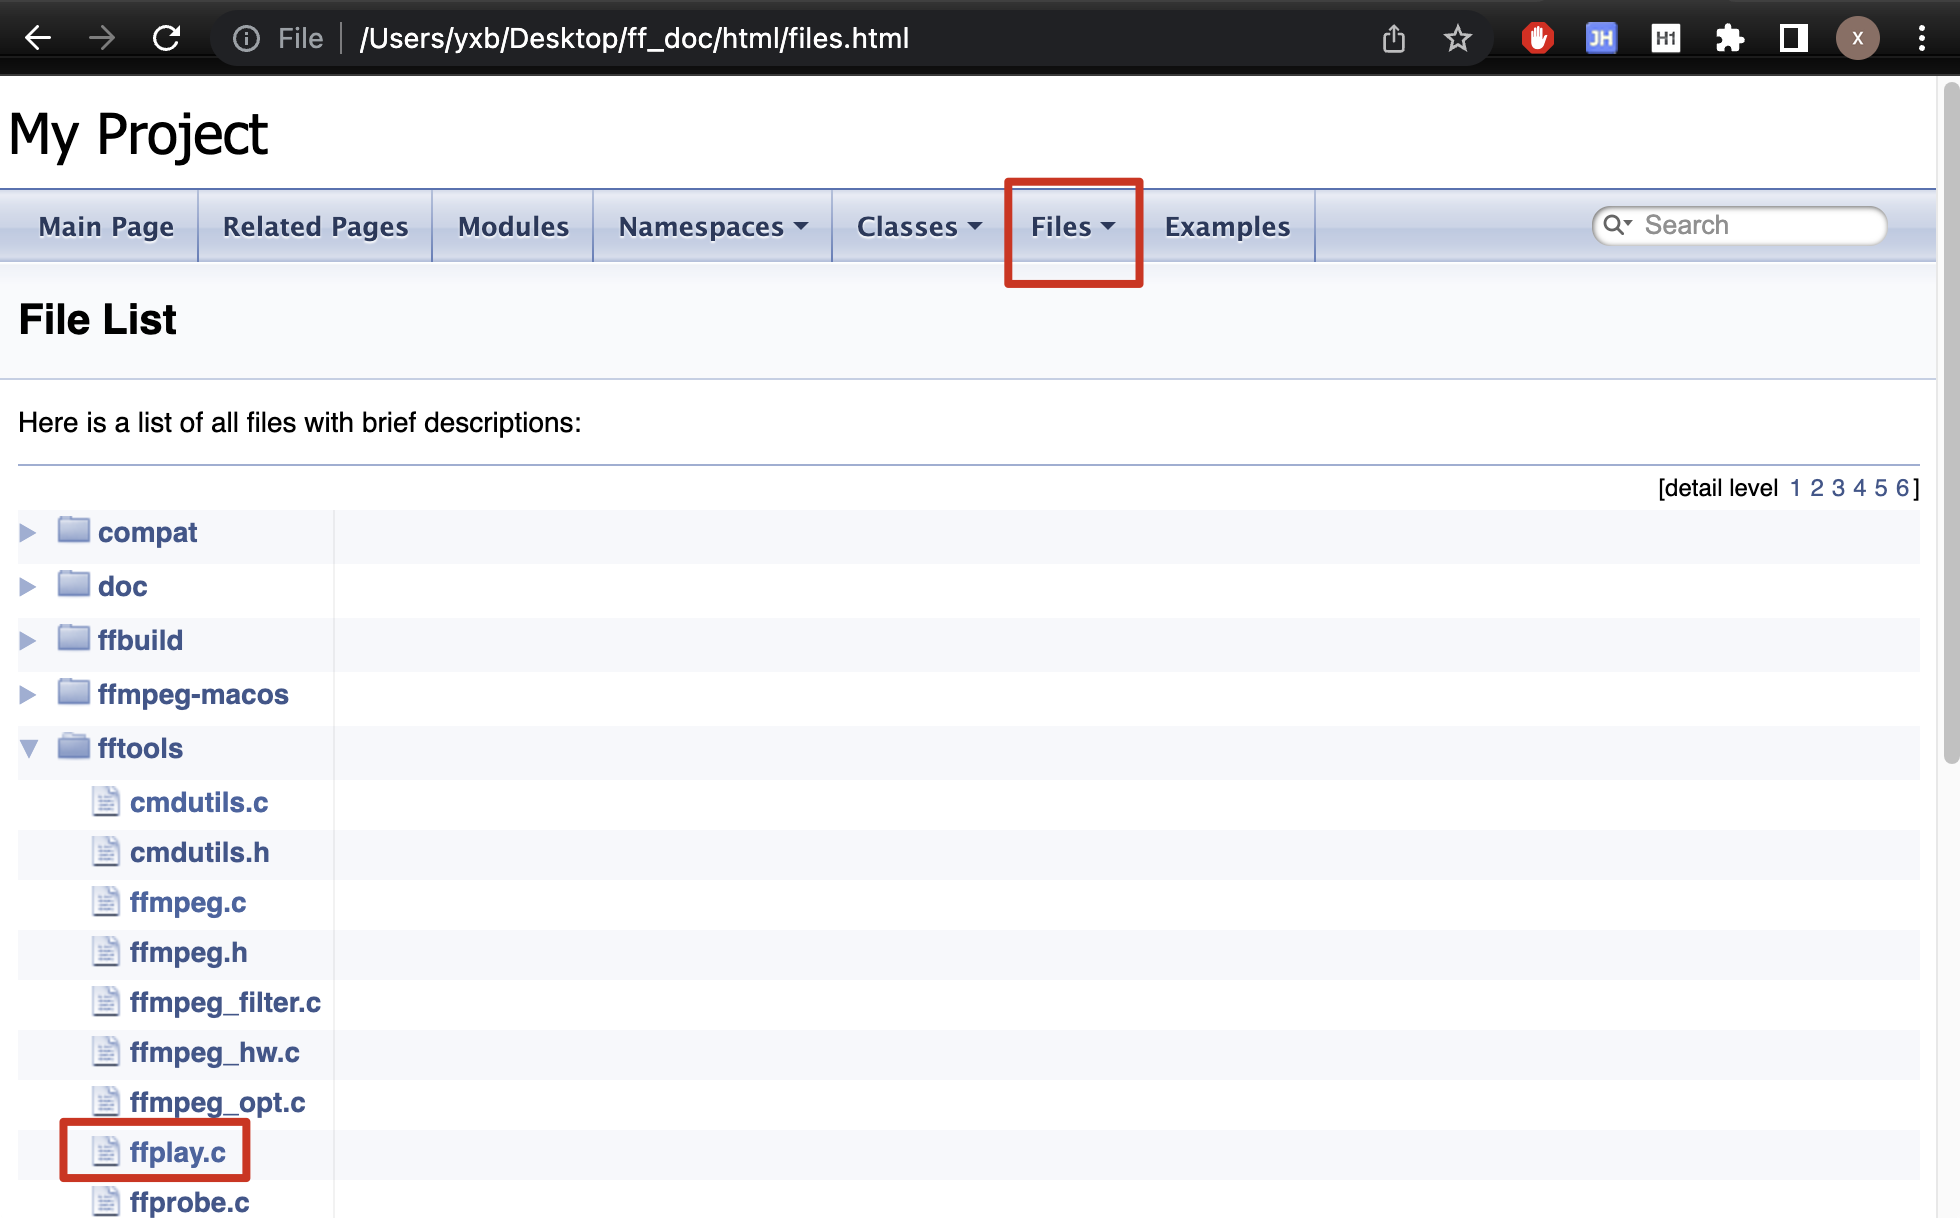 File /Users/yxb/Desktop/ff_doc/html/files.html JH H1 X
My Project
Main Page Related Pages Modules Namespaces Classes Files Examples Search
File List
Here is a list of all files with brief descriptions:
[detail level 1 2 3 4 5 6]
compat
doc
ffbuild
ffmpeg-macos
fftools
cmdutils.c
cmdutils.h
ffmpeg.c
ffmpeg.h
ffmpeg_filter.c
ffmpeg_hw.c
ffmpeg_opt.c
ffplay.c
ffprobe.c